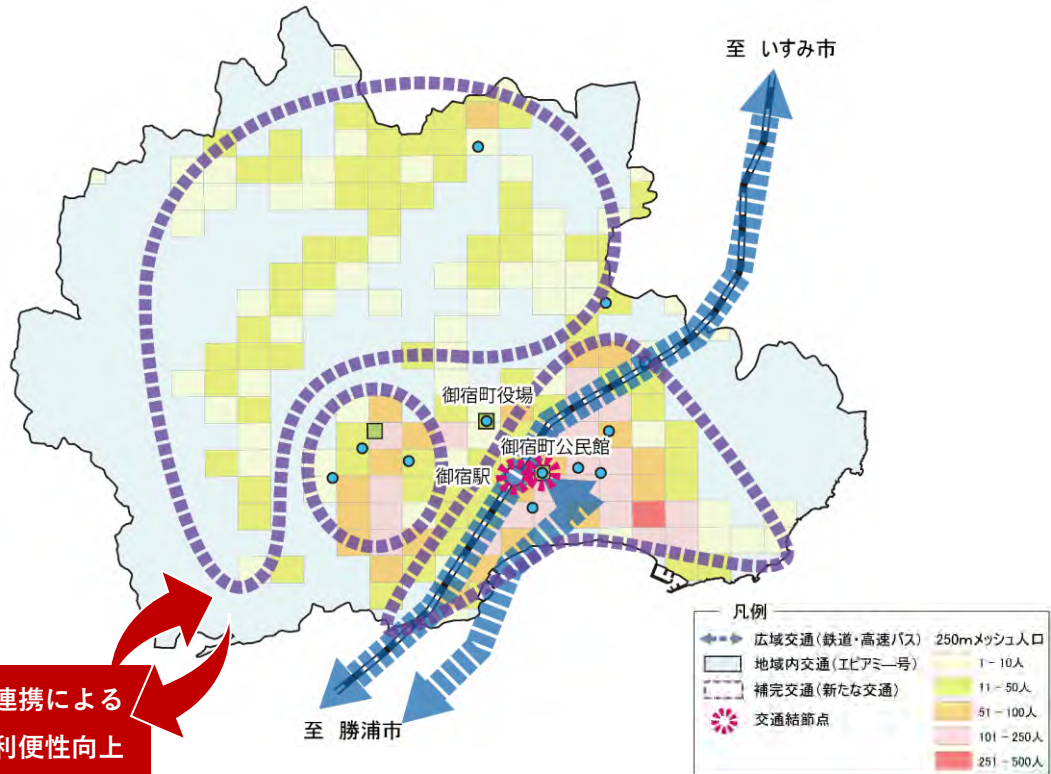 至 いすみ市
御宿町役場
御宿町公民館
御宿駅
連携による
利便性向上
至 勝浦市
凡例
広域交通(鉄道・高速バス)
地域内交通(エビアミー号)
補完交通(新たな交通)
交通結節点
250mメッシュ人口
1-10人
11-50人
51-100人
101-250人
251-500人